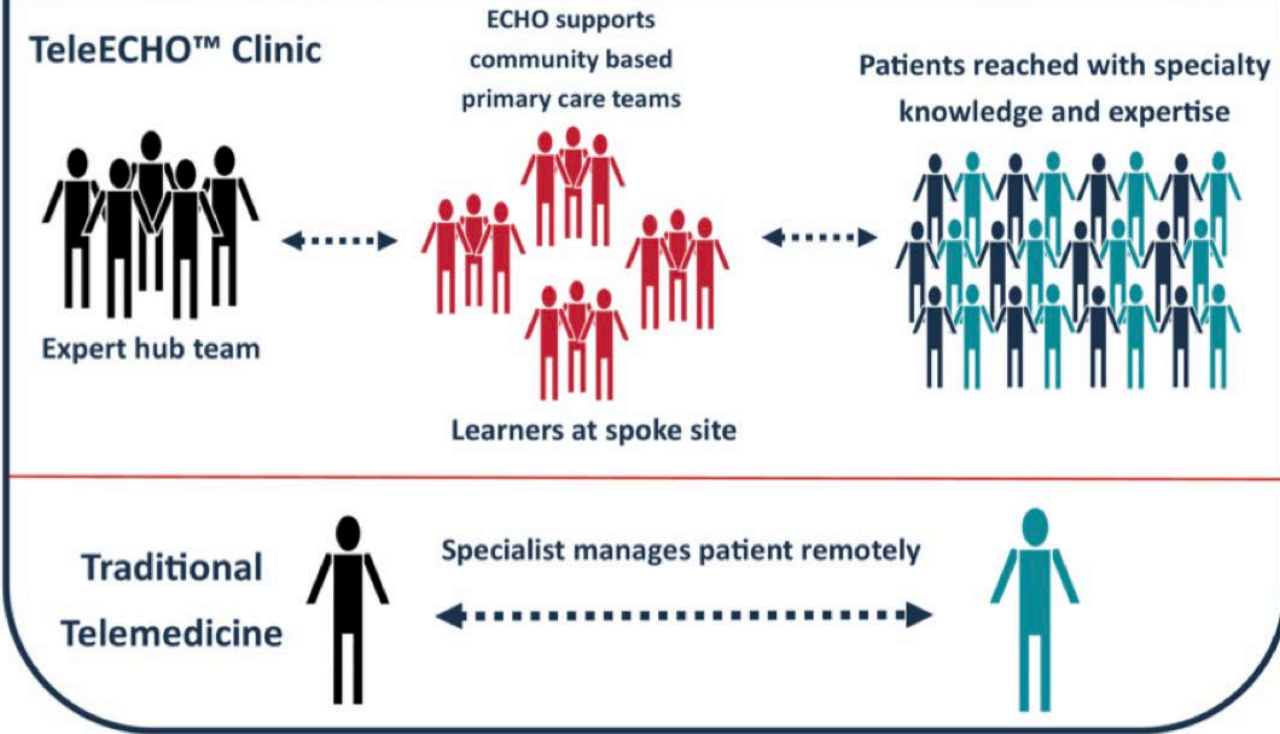 TeleECHO™ Clinic
ECHO supports
community based
primary care teams
Patients reached with specialty
knowledge and expertise
Expert hub team
Learners at spoke site
Traditional
Telemedicine
Specialist manages patient remotely